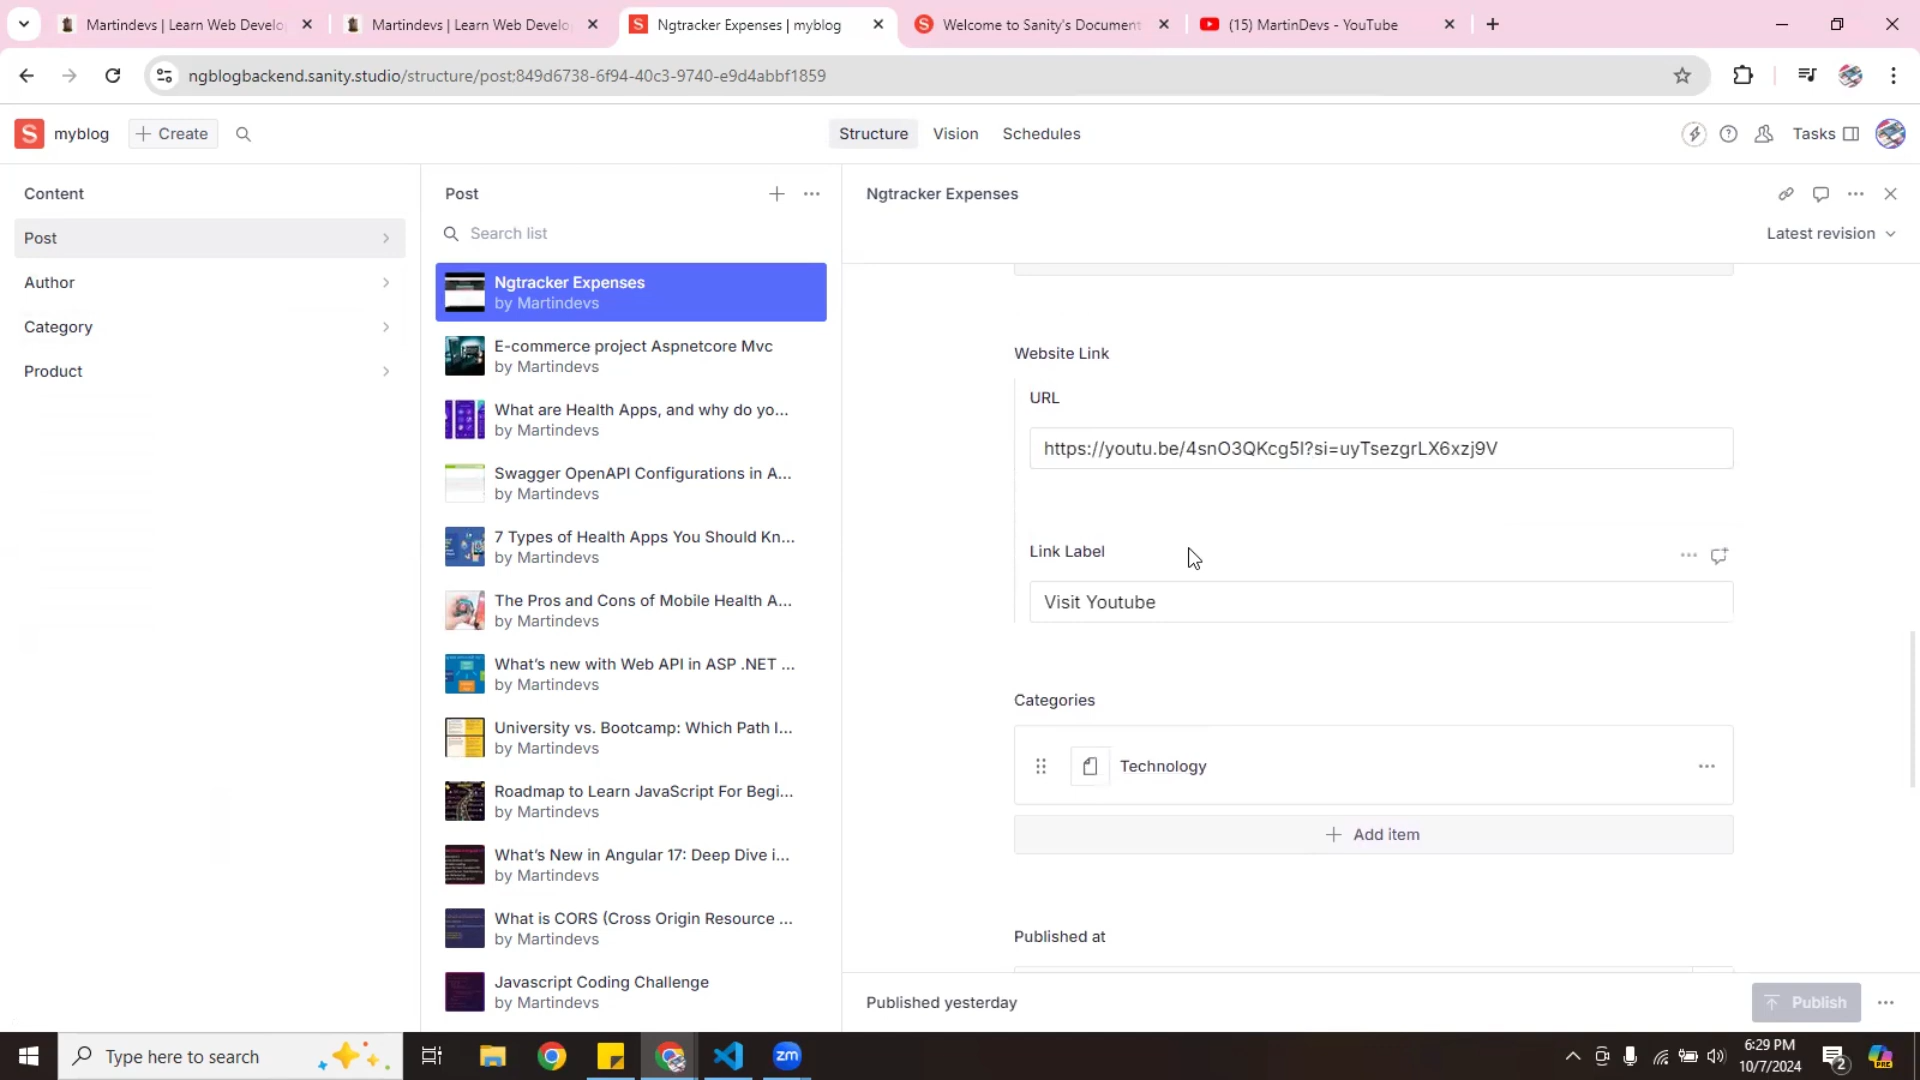 Martindevs | Learn Web Develo
Martindevs | Learn Web Develo
Ngtracker Expenses | myblog
Welcome to Sanity's Document
(15) MartinDevs - YouTube
ngblogbackend.sanity.studio/structure/post;849d6738-6f94-40c3-9740-e9d4abbf1859
S myblog
Create
Structure
Vision
Schedules
Tasks
Content
Post
Author
Category
Product
Post
Search list
Ngtracker Expenses
by Martindevs
E-commerce project Aspnetcore Mvc
by Martindevs
What are Health Apps, and why do yo...
by Martindevs
Swagger OpenAPI Configurations in A...
by Martindevs
7 Types of Health Apps You Should Kn...
by Martindevs
The Pros and Cons of Mobile Health A...
by Martindevs
What's new with Web API in ASP .NET ...
by Martindevs
University vs. Bootcamp: Which Path I...
by Martindevs
Roadmap to Learn JavaScript For Begi...
by Martindevs
What's New in Angular 17: Deep Dive i...
by Martindevs
What is CORS (Cross Origin Resource ...
by Martindevs
Javascript Coding Challenge
by Martindevs
Ngtracker Expenses
Latest revision
Website Link
URL
https://youtu.be/4snO3QKcg5I?si=uyTsezgrLX6xzj9V
Link Label
Visit Youtube
Categories
Technology
Add item
Published at
Published yesterday
Publish
Type here to search
zm
6:29 PM
10/7/2024
2